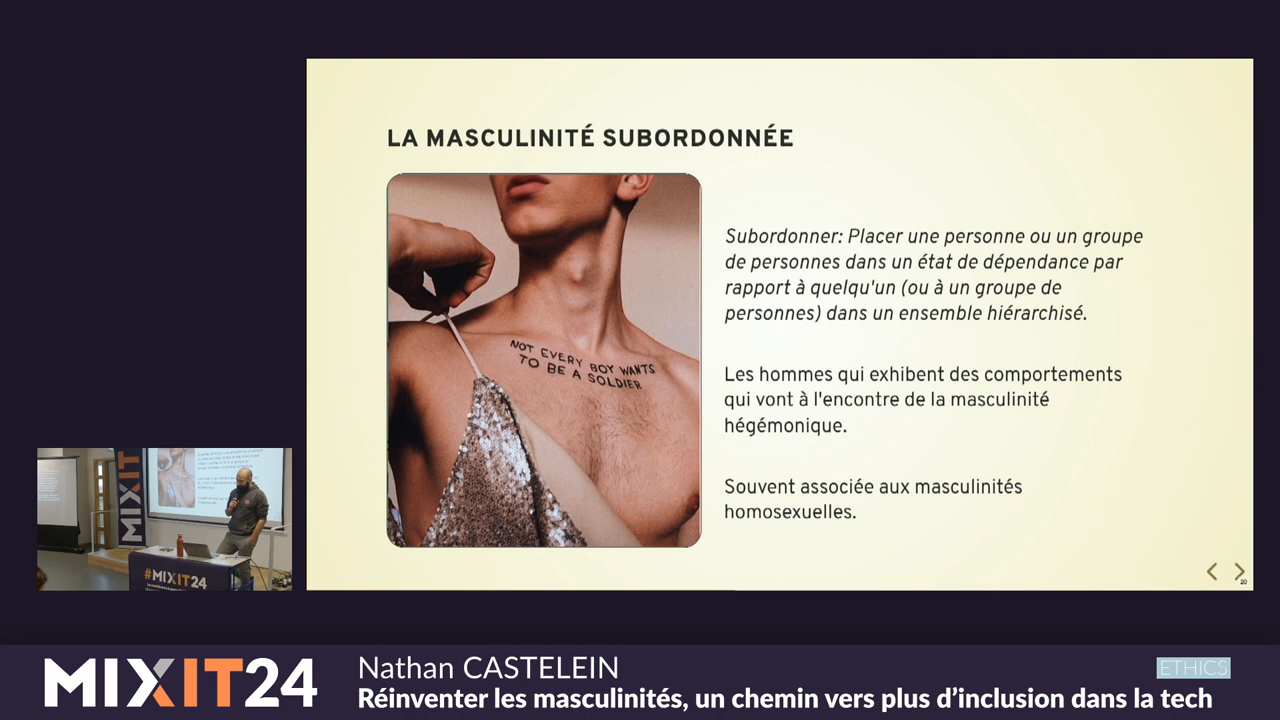 LA MASCULINITÉ SUBORDONNÉE
NOT EVERY BOY WANTS
TO BE A SOLDIER
Subordonner: Placer une personne ou un groupe
de personnes dans un état de dépendance par
rapport à quelqu'un (ou à un groupe de
personnes) dans un ensemble hiérarchisé.
Les hommes qui exhibent des comportements
qui vont à l'encontre de la masculinité
hégémonique.
Souvent associée aux masculinités
homosexuelles.
20
MIXIT
#MIXIT24
MIXIT24
Nathan CASTELEIN
ETHICS
Réinventer les masculinités, un chemin vers plus d’inclusion dans la tech